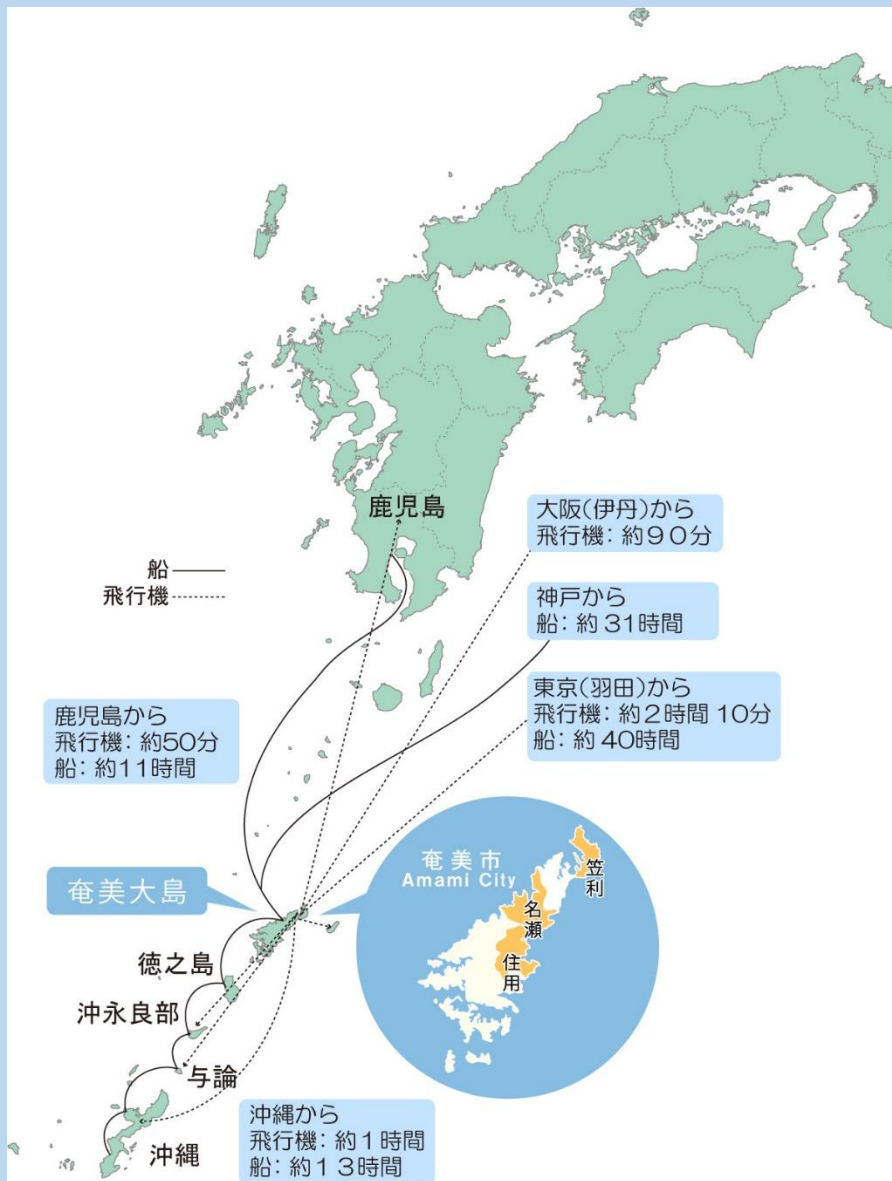 鹿児島
大阪(伊丹)から
飛行機：約９０分
船
飛行機
神戸から
船：約 31時間
東京(羽田)から
飛行機：約２時間 10分
船：約 40時間
鹿児島から
飛行機：約50分
船：約11時間
奄美市
Amami City
笠利
名瀬
住用
奄美大島
徳之島
沖永良部
与論
沖縄
沖縄から
飛行機：約１時間
船：約１３時間